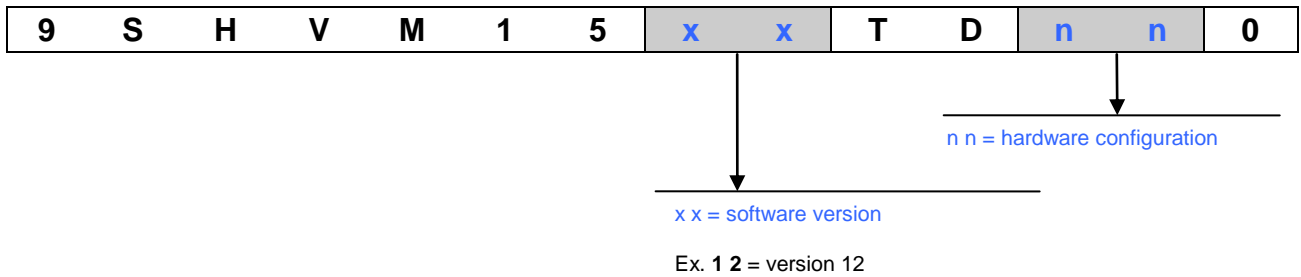 9 S H V M 1 5 x x T D n n 0
n n = hardware configuration
x x = software version
Ex. 1 2 = version 12